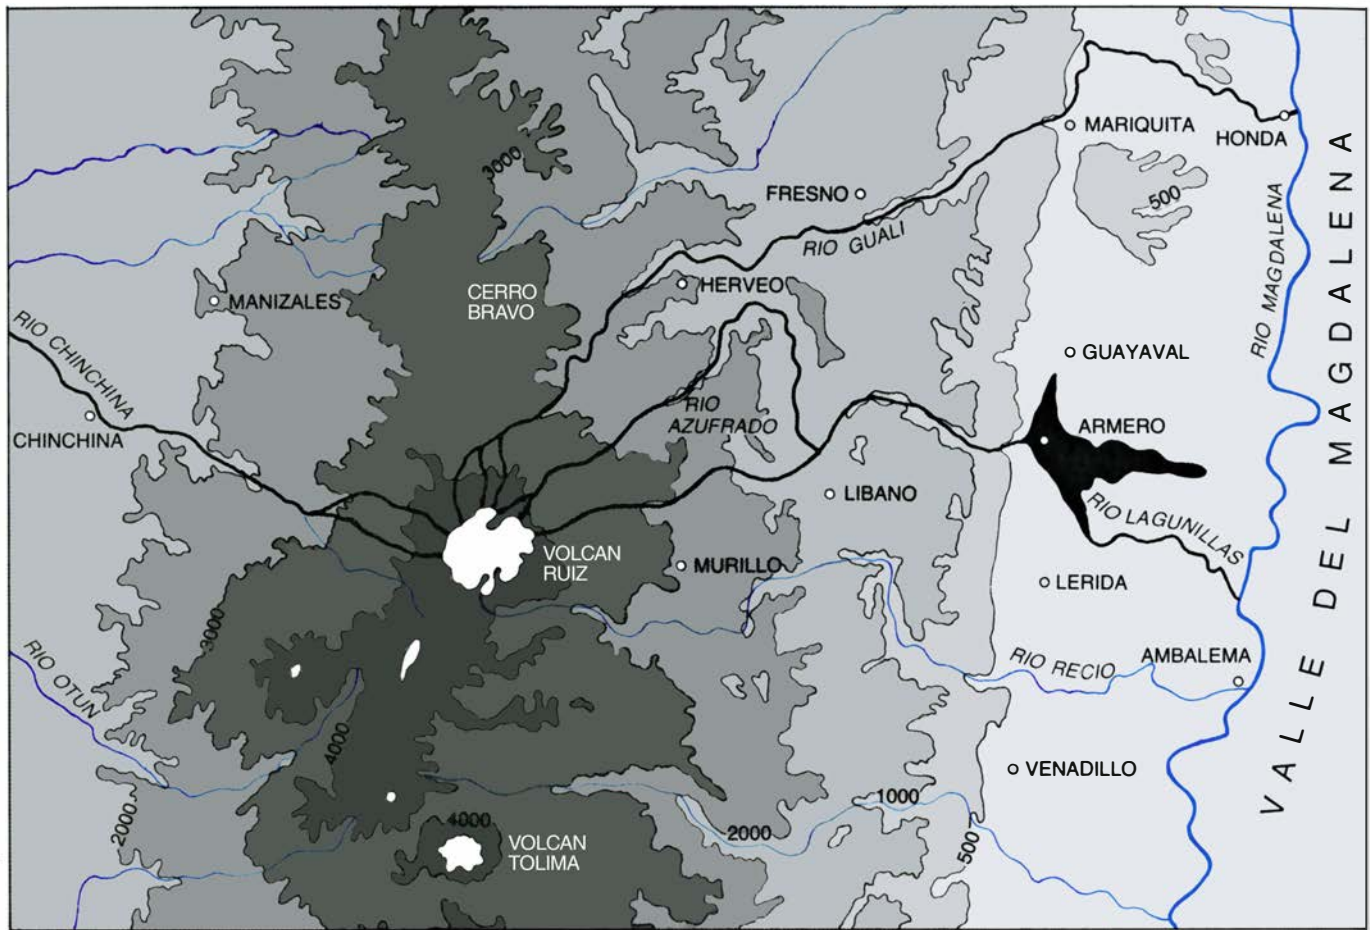 3000
MARIQUITA
HONDA
FRESNO
500
RIO GUALI
RIO MAGDALENA
VALLE DEL MAGDALENA
CERRO
BRAVO
HERVEO
MANIZALES
RIO CHINCHINA
GUAYAVAL
CHINCHINA
RIO
AZUFRADO
ARMERO
LIBANO
RIO LAGUNILLAS
VOLCAN
RUIZ
MURILLO
LERIDA
3000
RIO OTUN
RIO RECIO
AMBALEMA
4000
VENADILLO
2000
4000
VOLCAN
TOLIMA
2000
1000
500